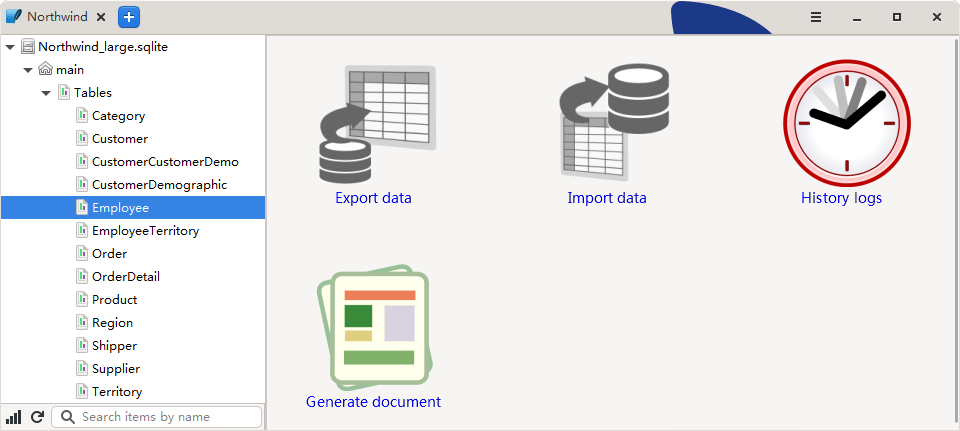 Northwind
Northwind_large.sqlite
main
Tables
Category
Customer
CustomerCustomerDemo
CustomerDemographic
Employee
EmployeeTerritory
Order
OrderDetail
Product
Region
Shipper
Supplier
Territory
Search items by name
Export data
Import data
History logs
Generate document